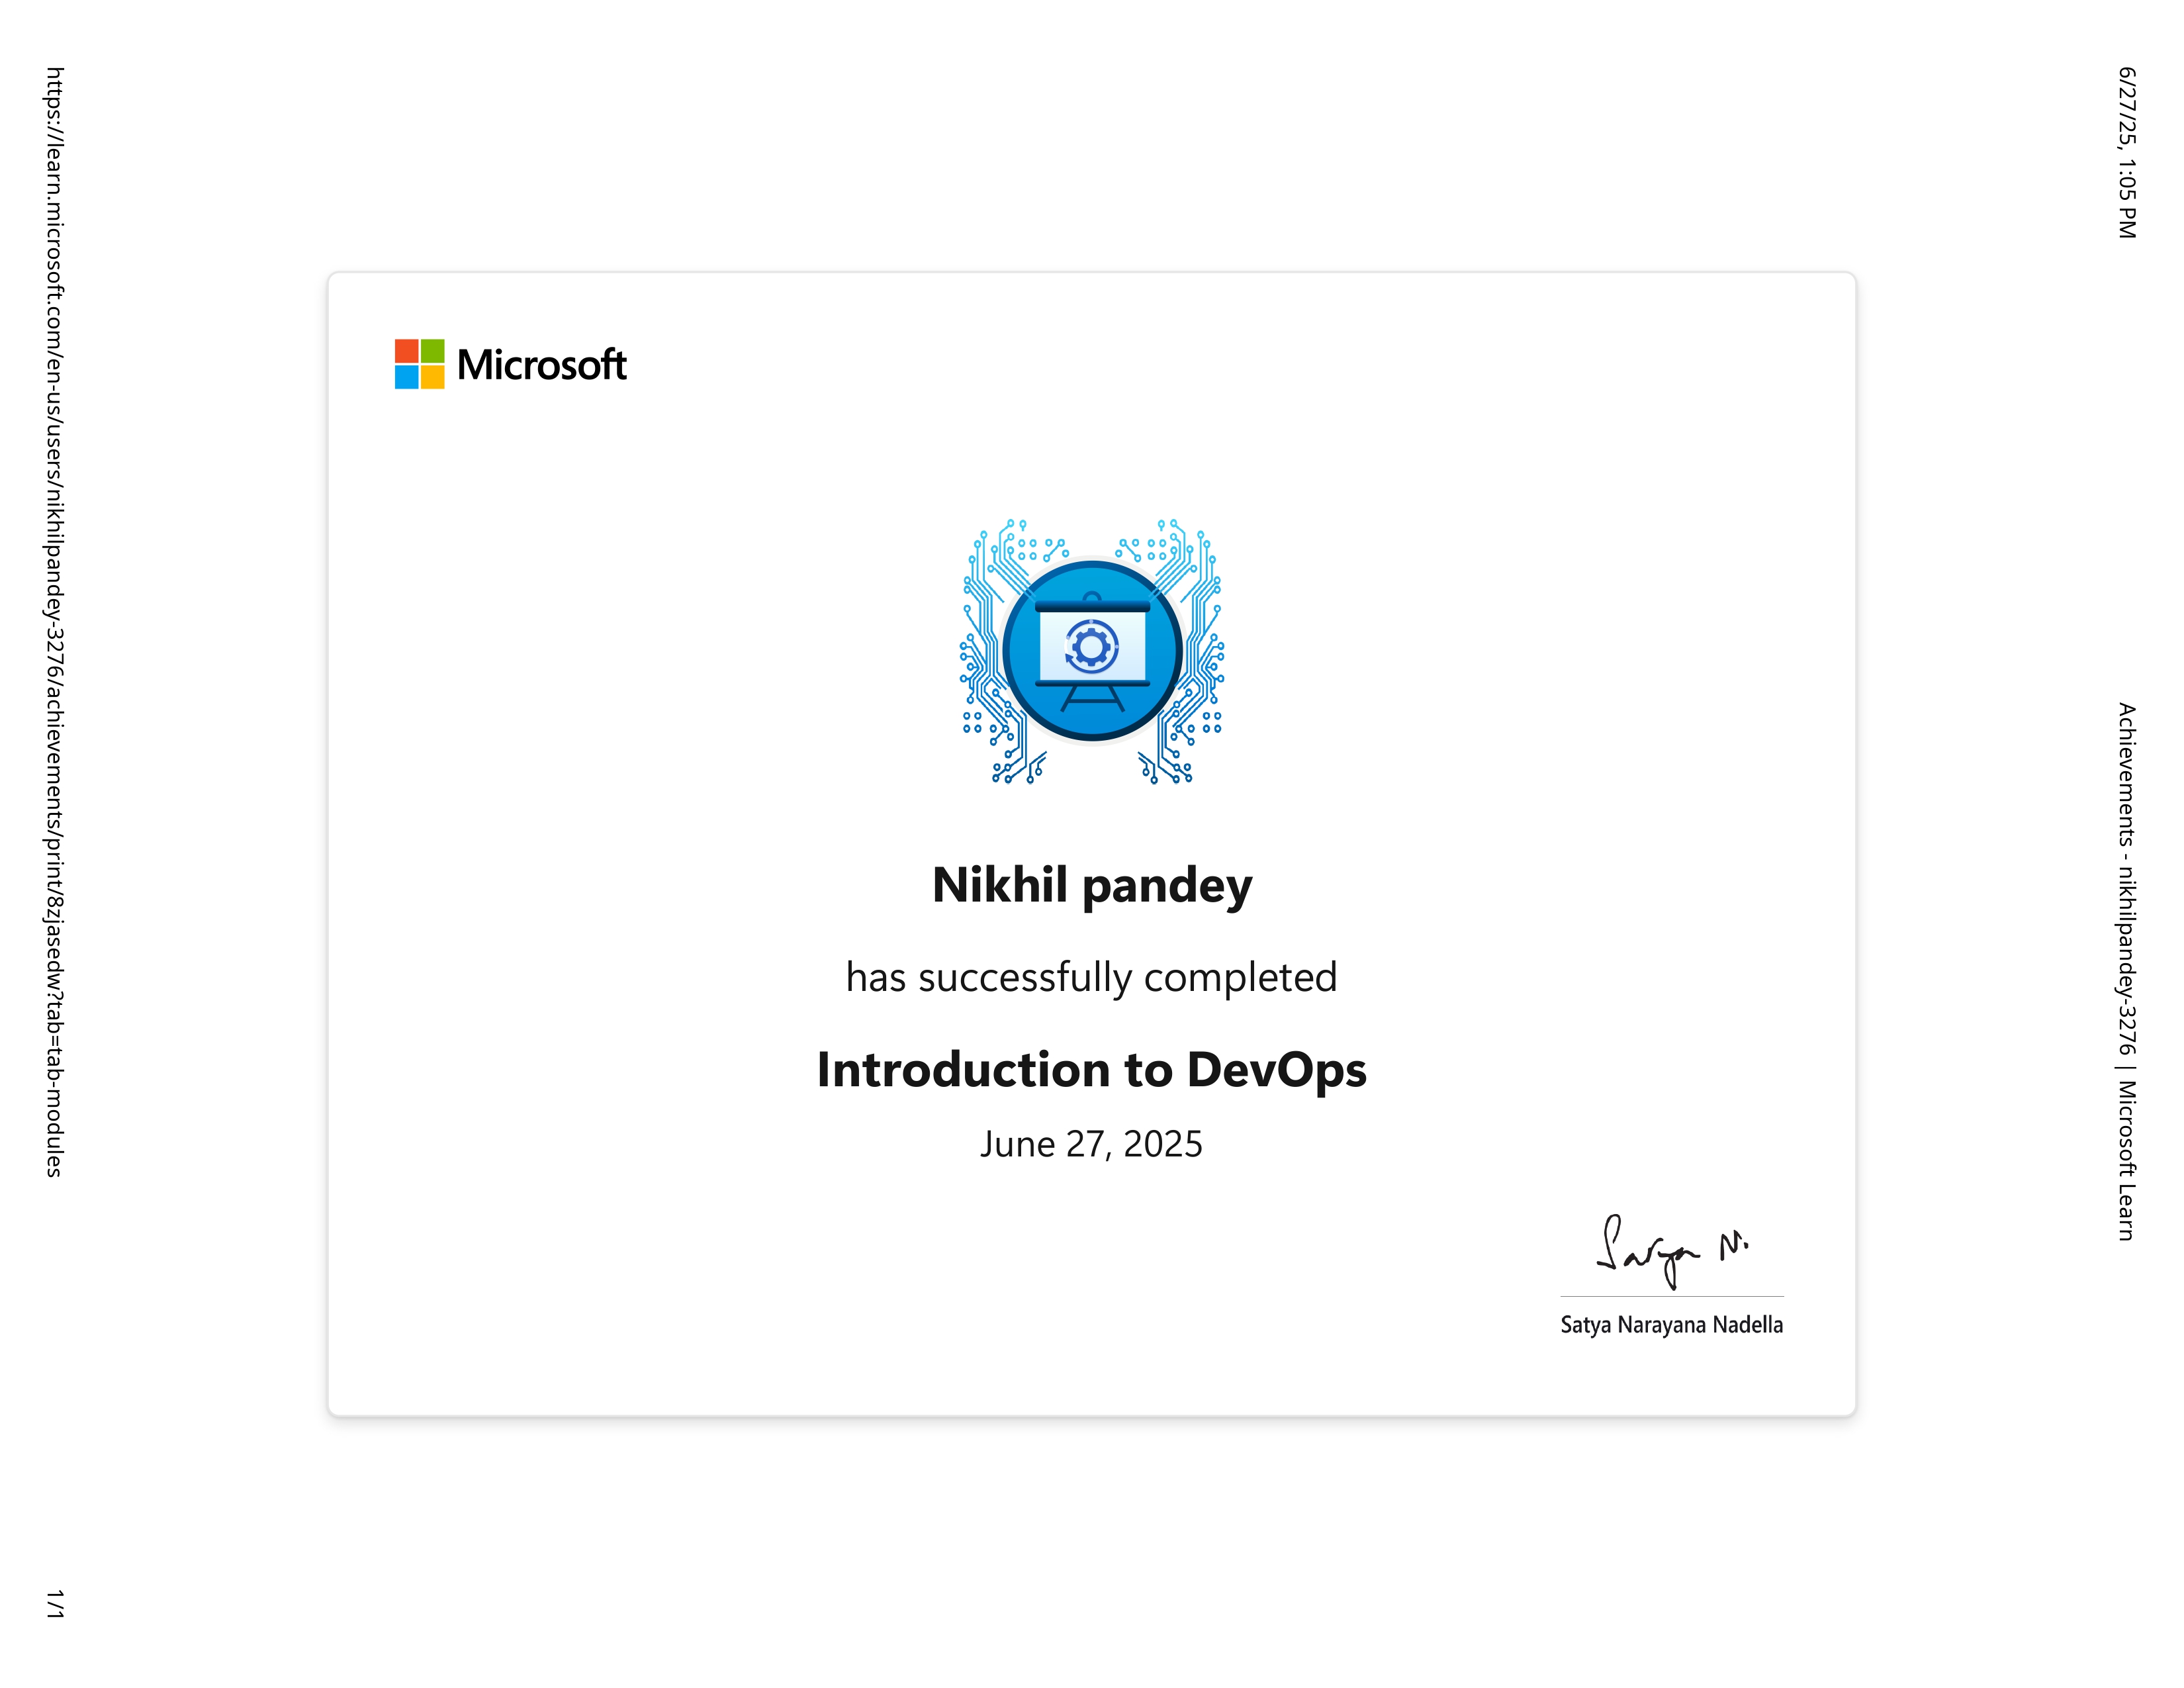 6/27/25, 1:05 PM
Achievements - nikhilpandey-3276 | Microsoft Learn
Microsoft
Nikhil pandey
has successfully completed
Introduction to DevOps
June 27, 2025
Satya N.
Satya Narayana Nadella
https://learn.microsoft.com/en-us/users/nikhilpandey-3276/achievements/print/8zjasedw?tab=tab-modules
1/1